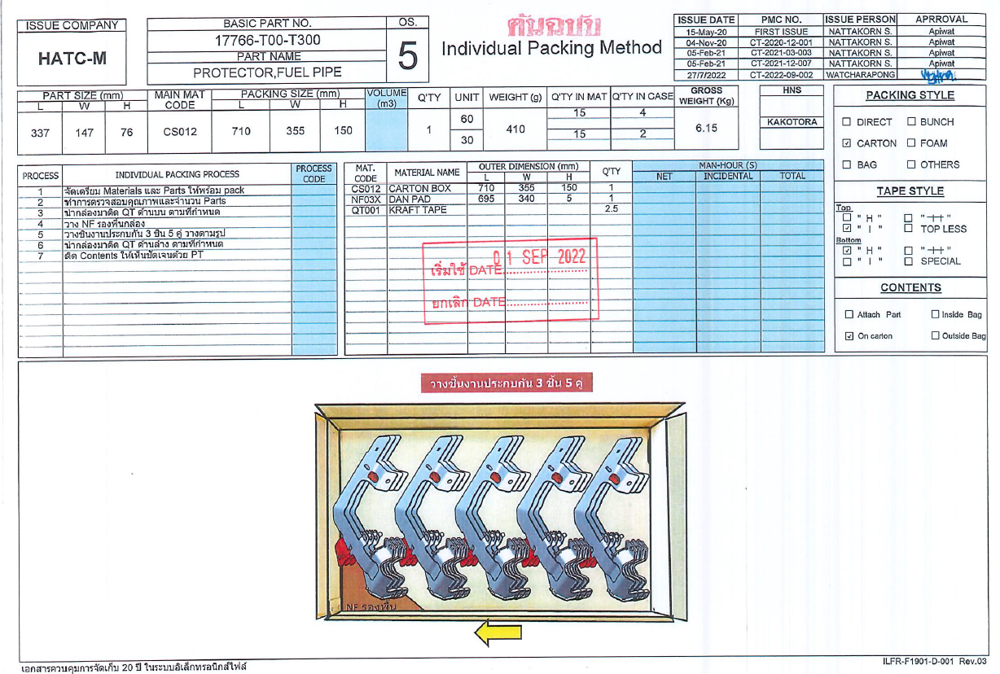 ISSUE COMPANY
HATC-M
BASIC PART NO.
17766-T00-T300
PART NAME
PROTECTOR,FUEL PIPE
OS.
5
ต้นฉบับ
Individual Packing Method
ISSUE DATE PMC NO. ISSUE PERSON APRROVAL
15-May-20 FIRST ISSUE NATTAKORN S. Apiwat
04-Nov-20 CT-2020-12-001 NATTAKORN S. Apiwat
05-Feb-21 CT-2021-03-003 NATTAKORN S. Apiwat
05-Feb-21 CT-2021-12-007 NATTAKORN S. Apiwat
27/7/2022 CT-2022-09-002 WATCHARAPONG
PART SIZE (mm) MAIN MAT CODE PACKING SIZE (mm) VOLUME (m3) Q'TY UNIT WEIGHT (g) Q'TY IN MAT Q'TY IN CASE GROSS WEIGHT (Kg) HNS
L W H L W H
337 147 76 CS012 710 355 150 1 60 410 15 4 6.15
30 15 2
KAKOTORA
PACKING STYLE
☐ DIRECT ☐ BUNCH
☑ CARTON ☐ FOAM
☐ BAG ☐ OTHERS
TAPE STYLE
Top
☐ " H " ☐ "-++-"
☑ " I " ☐ TOP LESS
Bottom
☑ " H " ☐ "-++-"
☐ " I " ☐ SPECIAL
CONTENTS
☐ Attach Part ☐ Inside Bag
☑ On carton ☐ Outside Bag
PROCESS INDIVIDUAL PACKING PROCESS PROCESS CODE
1 จัดเตรียม Materials และ Parts ให้พร้อม pack
2 ทำการตรวจสอบคุณภาพและจำนวน Parts
3 นำกล่องมาติด QT ด้านบน ตามที่กำหนด
4 วาง NF รองพื้นกล่อง
5 วางชิ้นงานประกบกัน 3 ชิ้น 5 คู่ วางตามรูป
6 นำกล่องมาติด QT ด้านล่าง ตามที่กำหนด
7 ติด Contents ให้เห็นชัดเจนด้วย PT
MAT. CODE MATERIAL NAME OUTER DIMENSION (mm) Q'TY MAN-HOUR (S)
L W H NET INCIDENTAL TOTAL
CS012 CARTON BOX 710 355 150 1
NF03X DAN PAD 695 340 5 1
QT001 KRAFT TAPE 2.5
เริ่มใช้ DATE 01 SEP 2022
ยกเลิก DATE
วางชิ้นงานประกบกัน 3 ชิ้น 5 คู่
NF รองพื้น
เอกสารควบคุมการจัดเก็บ 20 ปี ในระบบอิเล็กทรอนิกส์ไฟล์
ILFR-F1901-D-001 Rev.03